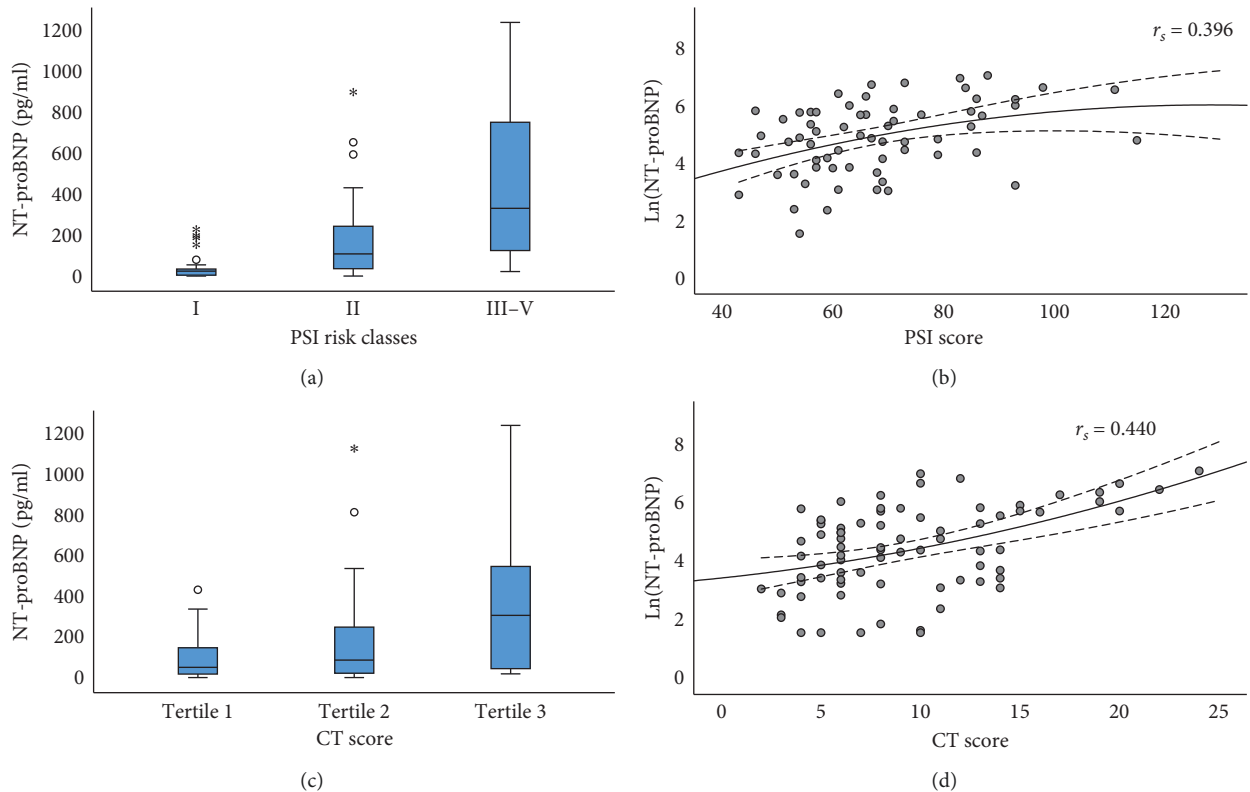 1200
1000
800
600
400
200
0
NT-proBNP (pg/ml)
I II III–V
PSI risk classes
(a)
8
6
4
2
0
Ln(NT-proBNP)
r_s = 0.396
40 60 80 100 120
PSI score
(b)
1200
1000
800
600
400
200
0
NT-proBNP (pg/ml)
Tertile 1 Tertile 2 Tertile 3
CT score
(c)
8
6
4
2
0
Ln(NT-proBNP)
r_s = 0.440
0 5 10 15 20 25
CT score
(d)